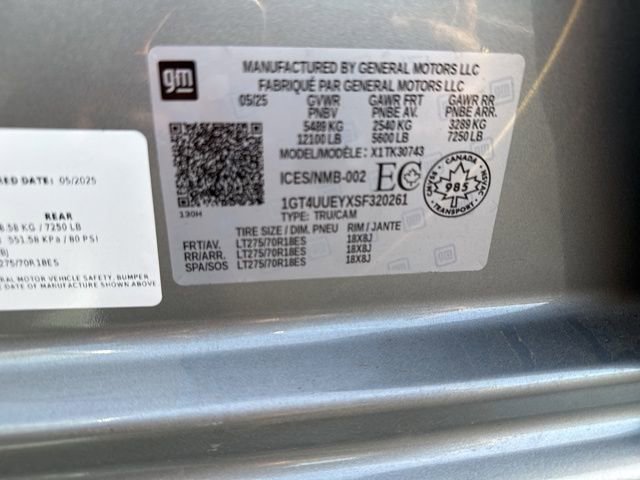 gm
MANUFACTURED BY GENERAL MOTORS LLC
FABRIQUÉ PAR GENERAL MOTORS LLC
05/25 GVWR GAWR FRT GAWR RR
PNBV PNBE AV. PNBE ARR.
5489 KG 2540 KG 3289 KG
12100 LB 5600 LB 7250 LB
MODEL/MODÈLE: X1TK30743
ICES/NMB-002 EC
CMVSS CANADA NSVAC
985
TRANSPORT
1GT4UUEYXSF320261
130H
TYPE: TRU/CAM
TIRE SIZE / DIM. PNEU RIM / JANTE
FRT/AV. LT275/70R18ES 18X8J
RR/ARR. LT275/70R18ES 18X8J
SPA/SOS LT275/70R18ES 18X8J
RED DATE: 05/2025
REAR
8.58 KG / 7250 LB
551.58 KPA / 80 PSI
8J
275/70R18ES
ERAL MOTOR VEHICLE SAFETY, BUMPER
E DATE OF MANUFACTURE SHOWN ABOVE